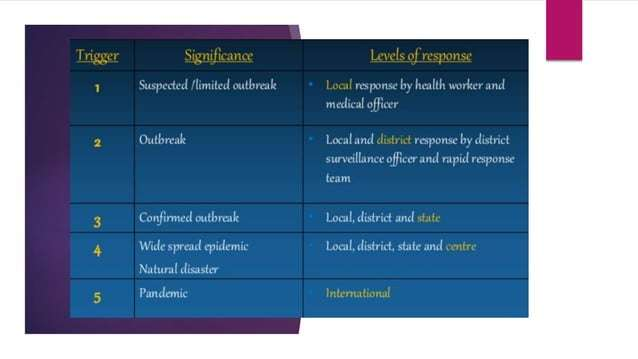 Trigger Significance Levels of response
1 Suspected /limited outbreak • Local response by health worker and
medical officer
2 Outbreak • Local and district response by district
surveillance officer and rapid response
team
3 Confirmed outbreak • Local, district and state
4 Wide spread epidemic • Local, district, state and centre
Natural disaster
5 Pandemic • International